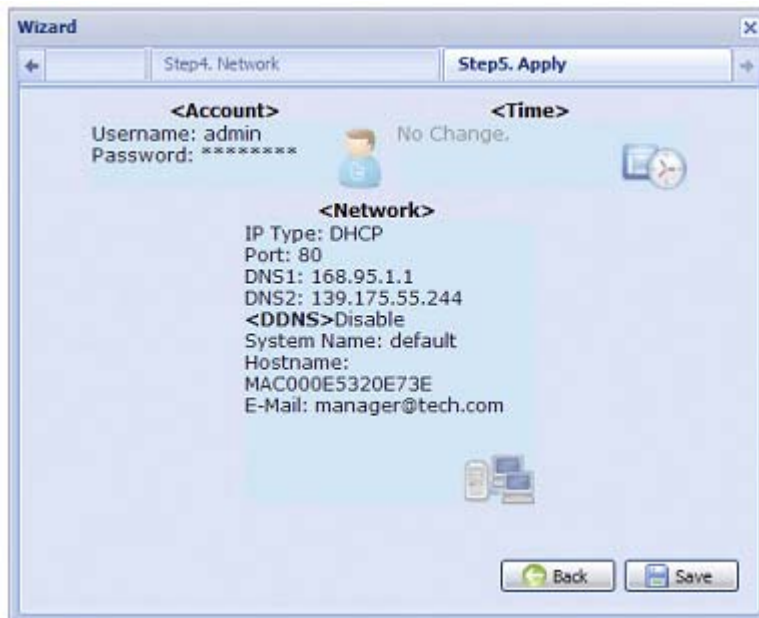 Wizard
Step4. Network
Step5. Apply
<Account>
Username: admin
Password: ********
<Time>
No Change.
<Network>
IP Type: DHCP
Port: 80
DNS1: 168.95.1.1
DNS2: 139.175.55.244
<DDNS>Disable
System Name: default
Hostname:
MAC000E5320E73E
E-Mail: manager@tech.com
Back
Save